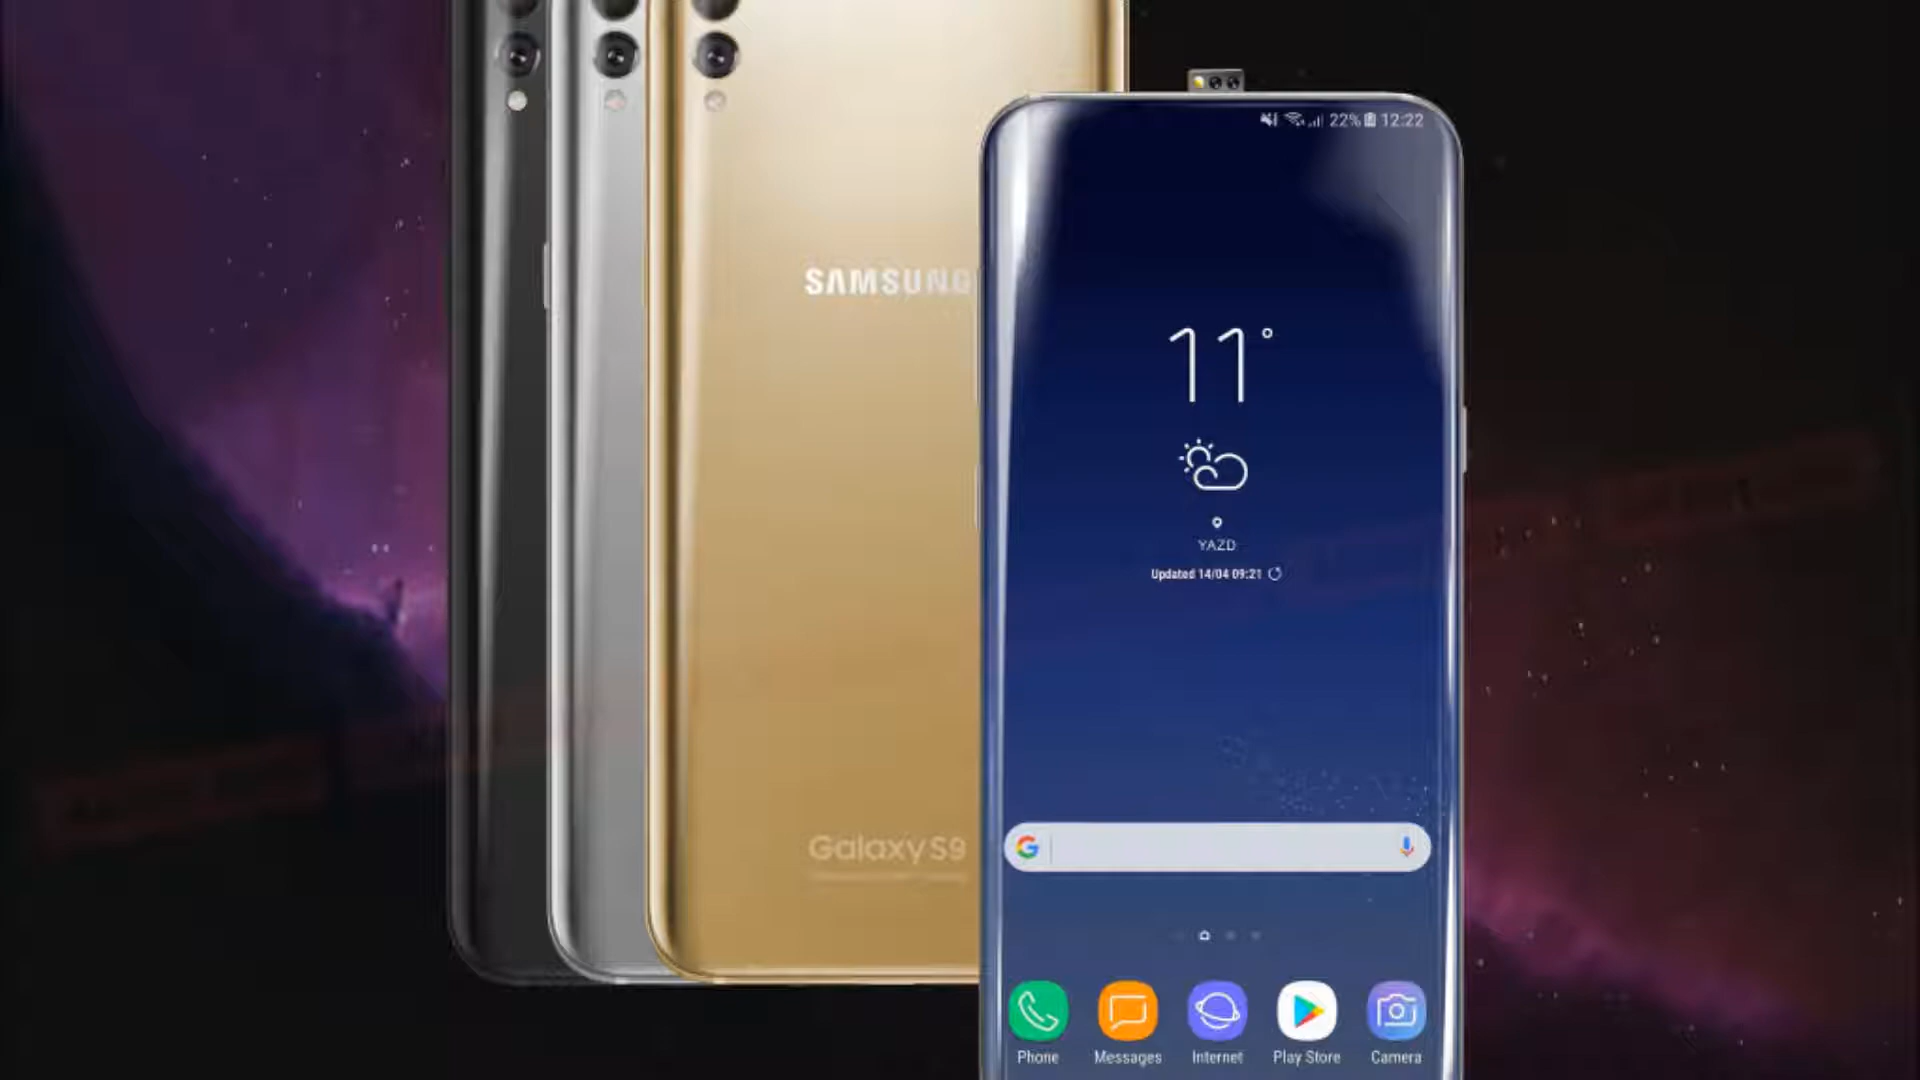 22% 12:22
SAMSUNG
11°
YAZD
Updated 14/04 09:21
Galaxy S9
Phone Messages Internet Play Store Camera